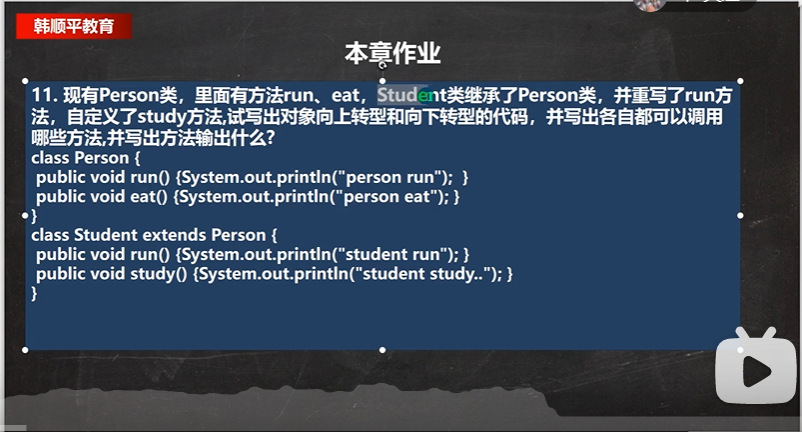 韩顺平教育
本章作业
11. 现有Person类，里面有方法run、eat，Student类继承了Person类，并重写了run方
法，自定义了study方法,试写出对象向上转型和向下转型的代码，并写出各自都可以调用
哪些方法,并写出方法输出什么?
class Person {
public void run() {System.out.println("person run");  }
public void eat() {System.out.println("person eat"); }
}
class Student extends Person {
public void run() {System.out.println("student run"); }
public void study() {System.out.println("student study.."); }
}